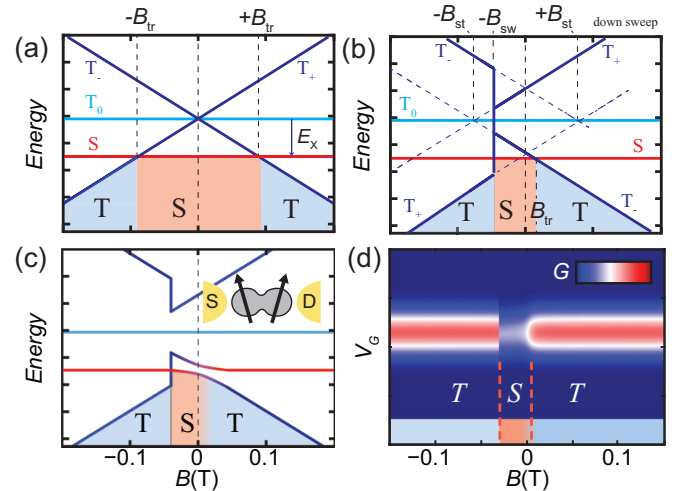 -B_tr +B_tr
(a)
T_- T_+
T_0
E_X
S
T S T
Energy
-B_st -B_sw +B_st down sweep
(b)
T_- T_+
T_0
S
T_+ T S B_tr T T_-
Energy
(c)
S D
T S T
Energy
−0.1 0 0.1
B(T)
(d)
G
V_G
T S T
−0.1 0 0.1
B(T)